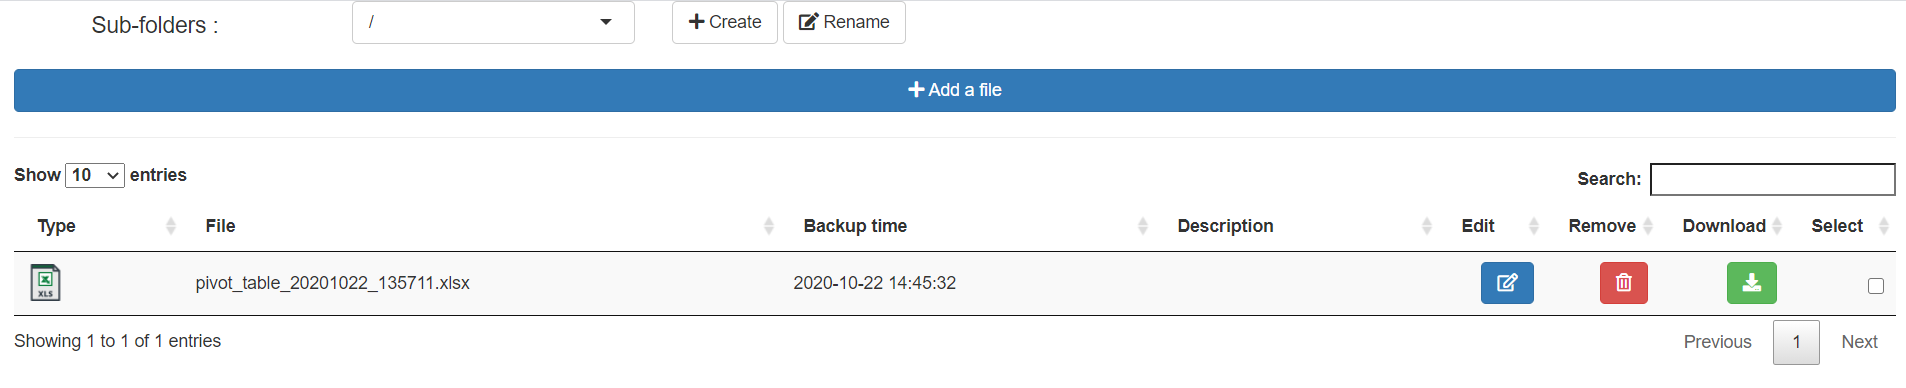 Sub-folders : / Create Rename
Add a file
Show 10 entries
Search:
Type File Backup time Description Edit Remove Download Select
XLS pivot_table_20201022_135711.xlsx 2020-10-22 14:45:32
Showing 1 to 1 of 1 entries
Previous 1 Next